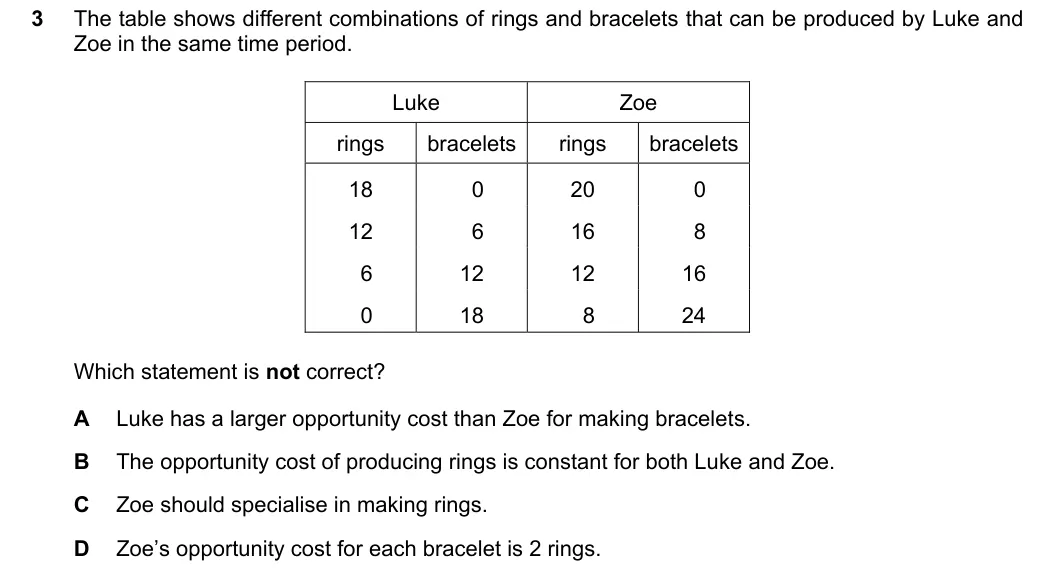 3 The table shows different combinations of rings and bracelets that can be produced by Luke and
Zoe in the same time period.
Luke Zoe
rings bracelets rings bracelets
18 0 20 0
12 6 16 8
6 12 12 16
0 18 8 24
Which statement is not correct?
A Luke has a larger opportunity cost than Zoe for making bracelets.
B The opportunity cost of producing rings is constant for both Luke and Zoe.
C Zoe should specialise in making rings.
D Zoe’s opportunity cost for each bracelet is 2 rings.